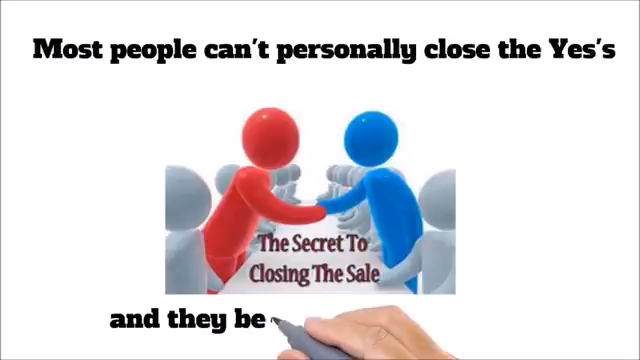 Most people can't personally close the Yes's
The Secret To
Closing The Sale
and they be